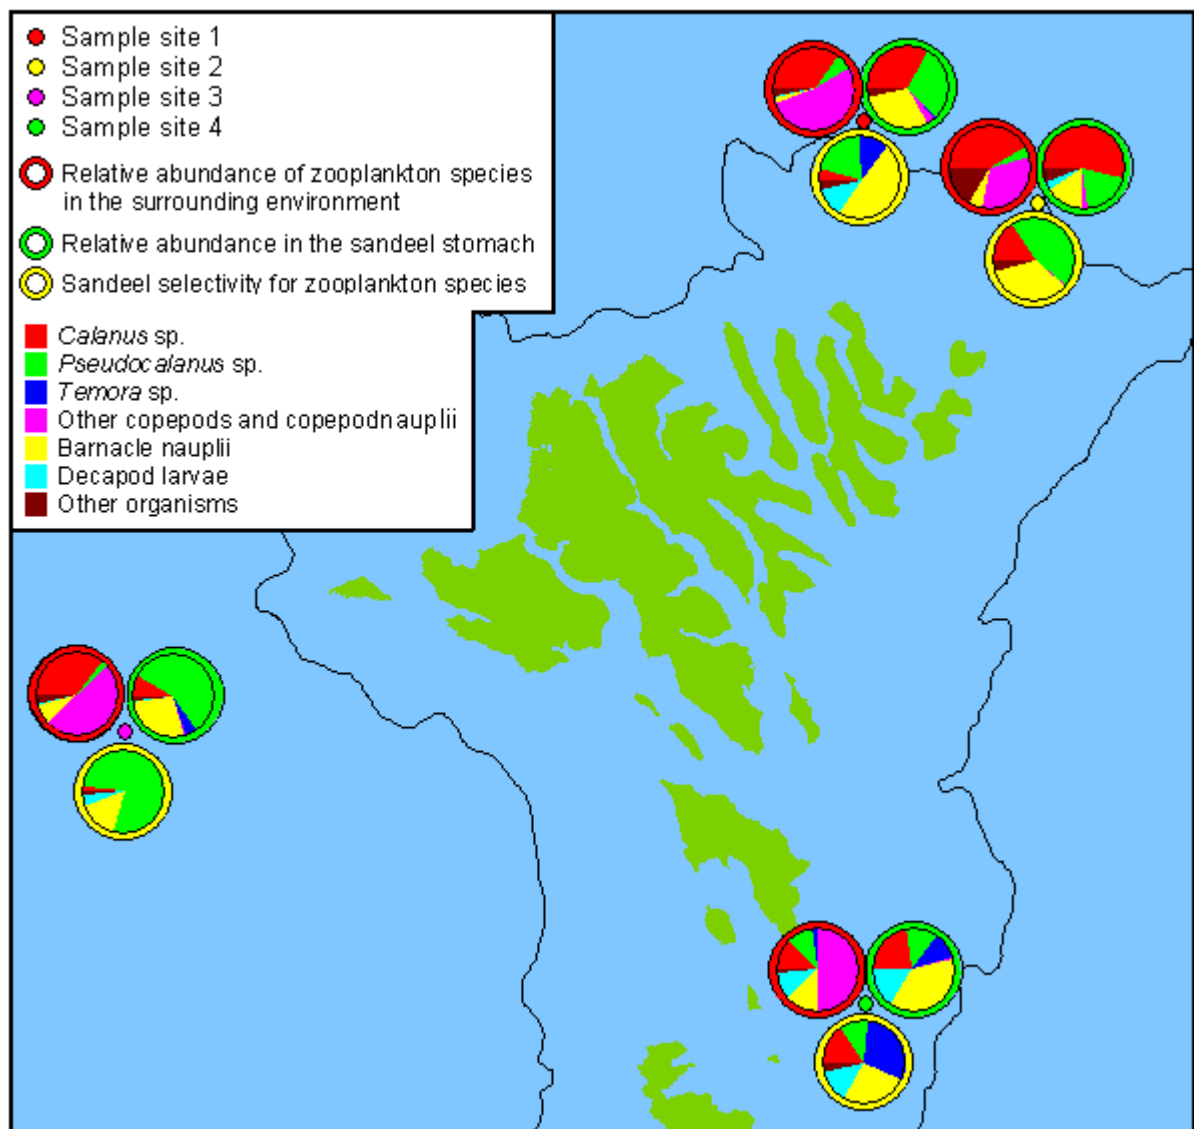 Sample site 1
Sample site 2
Sample site 3
Sample site 4
Relative abundance of zooplankton species
in the surrounding environment
Relative abundance in the sandeel stomach
Sandeel selectivity for zooplankton species
Calanus sp.
Pseudocalanus sp.
Temora sp.
Other copepods and copepodnauplii
Barnacle nauplii
Decapod larvae
Other organisms